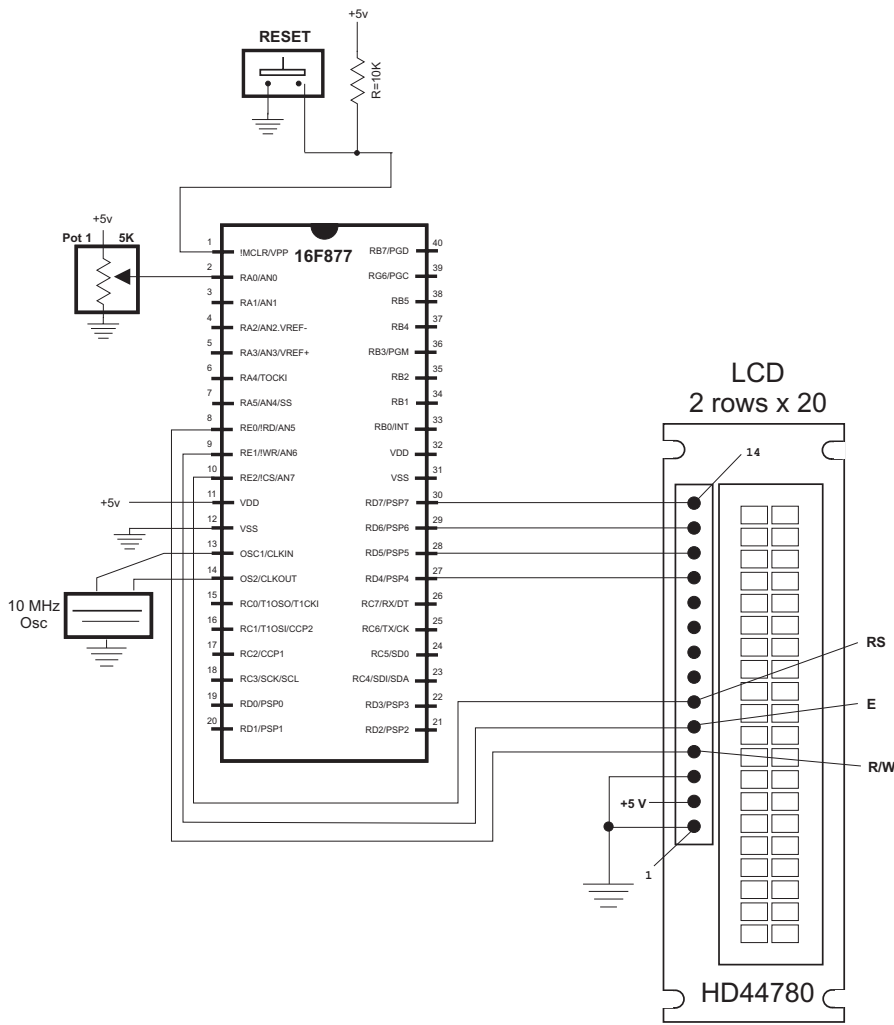 +5v
RESET
R=10K
+5v
Pot 1 5K
16F877
1 !MCLR/VPP
2 RA0/AN0
3 RA1/AN1
4 RA2/AN2.VREF-
5 RA3/AN3/VREF+
6 RA4/TOCKI
7 RA5/AN4/SS
8 RE0/!RD/AN5
9 RE1/!WR/AN6
10 RE2/!CS/AN7
+5v 11 VDD
12 VSS
13 OSC1/CLKIN
14 OS2/CLKOUT
15 RC0/T1OSO/T1CKI
16 RC1/T1OSI/CCP2
17 RC2/CCP1
18 RC3/SCK/SCL
19 RD0/PSP0
20 RD1/PSP1
10 MHz
Osc
RB7/PGD 40
RG6/PGC 39
RB5 38
RB4 37
RB3/PGM 36
RB2 35
RB1 34
RB0/INT 33
VDD 32
VSS 31
RD7/PSP7 30
RD6/PSP6 29
RD5/PSP5 28
RD4/PSP4 27
RC7/RX/DT 26
RC6/TX/CK 25
RC5/SD0 24
RC4/SDI/SDA 23
RD3/PSP3 22
RD2/PSP2 21
LCD
2 rows x 20
14
RS
E
R/W
+5 V
1
HD44780